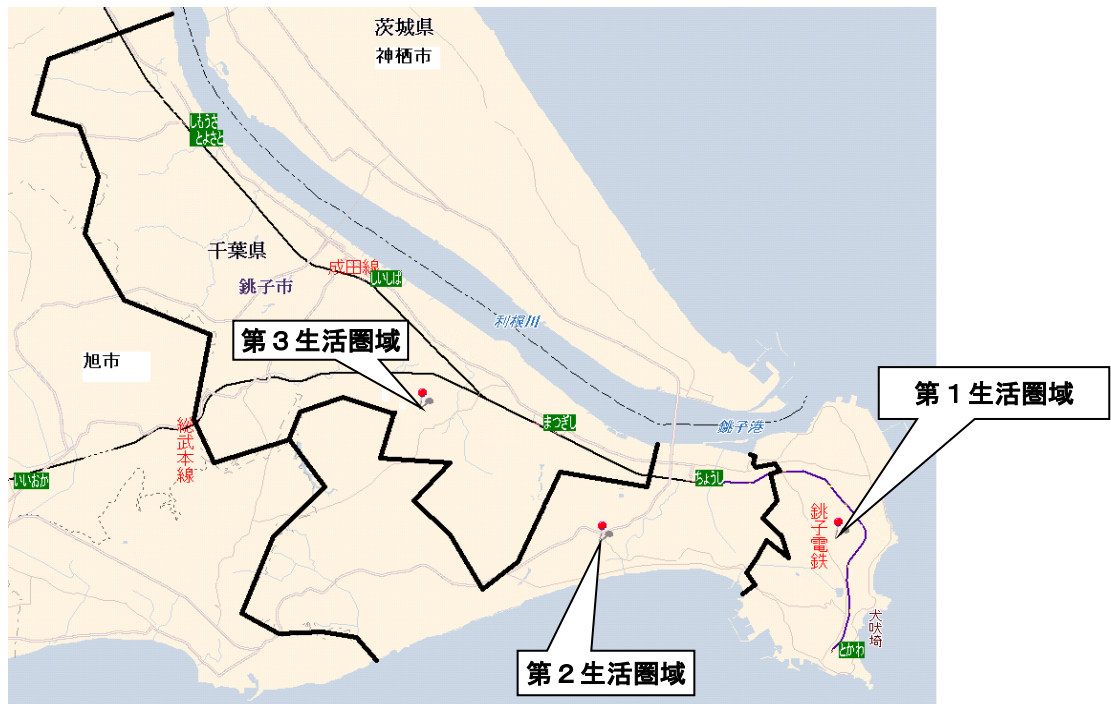 茨城県
神栖市
しもうさ
とよさと
千葉県
銚子市
成田線
しいしば
利根川
第３生活圏域
旭市
第１生活圏域
まつぎし
銚子港
総武本線
いいおか
ちょうし
銚子電鉄
犬吠埼
とかわ
第２生活圏域